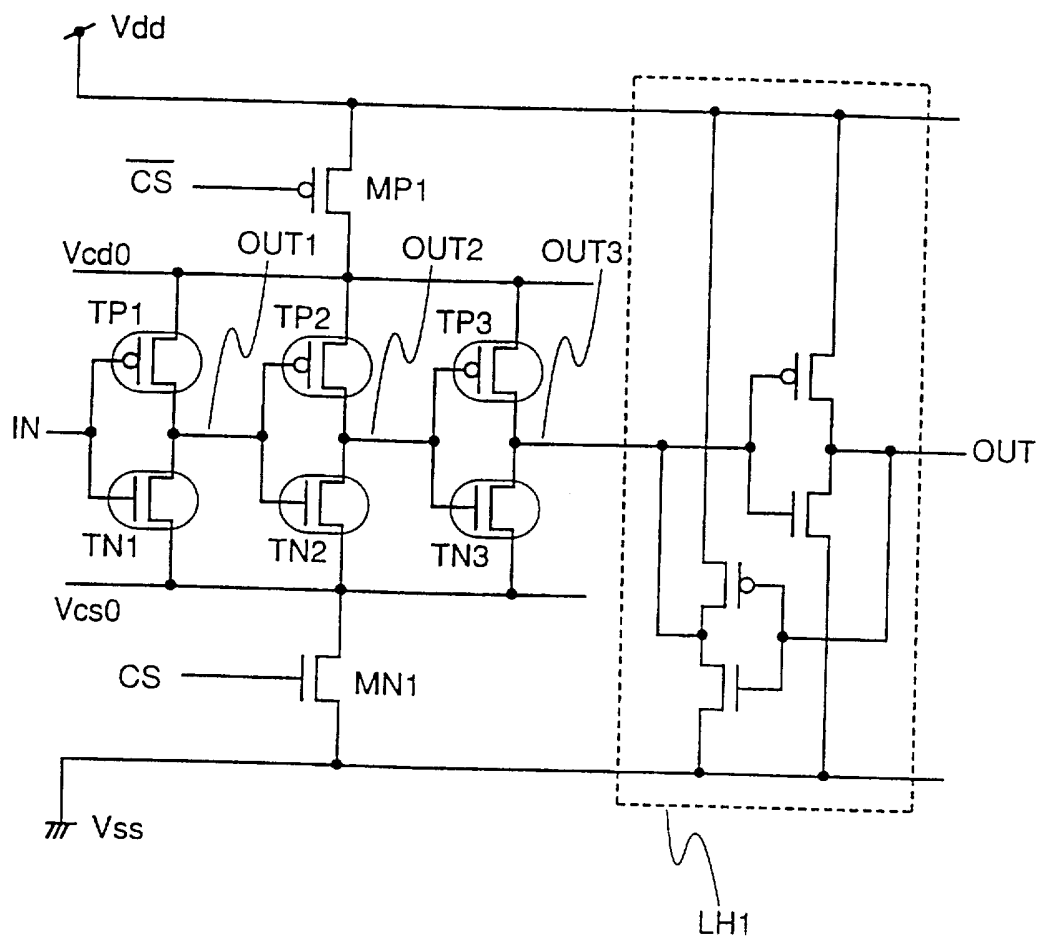 Vdd
C̅S̅
MP1
Vcd0
OUT1
OUT2
OUT3
TP1
TP2
TP3
IN
OUT
TN1
TN2
TN3
Vcs0
CS
MN1
Vss
LH1